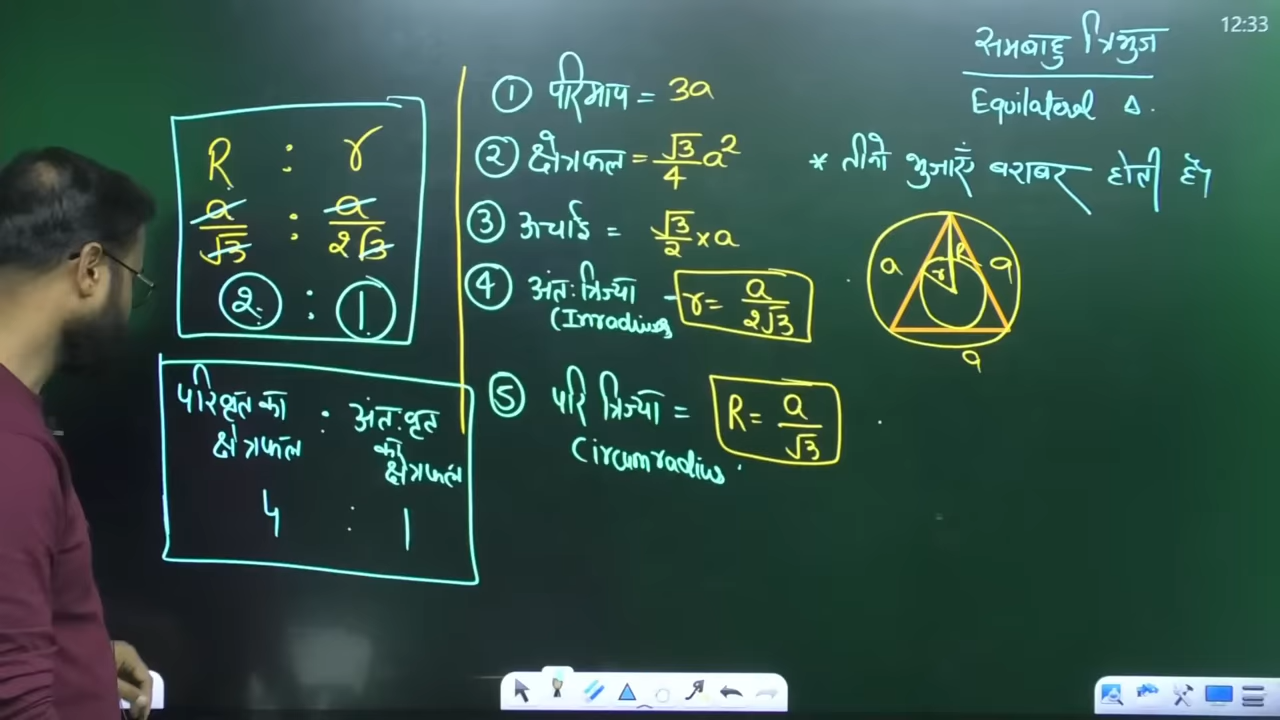 12:33
समबाहु त्रिभुज
Equilateral Δ.
* तीनो भुजाएँ बराबर होती है।
① परिमाप = 3a
② क्षेत्रफल = √3/4 a²
③ ऊचाई = √3/2 × a
④ अंतः त्रिज्या - r = a/2√3
(Inradius)
⑤ परि त्रिज्या = R = a/√3
Circumradius.
R : r
a/√3 : a/2√3
② : ①
परिवृत का : अंतः वृत
क्षेत्रफल का
क्षेत्रफल
4 : 1
a R a
r
a